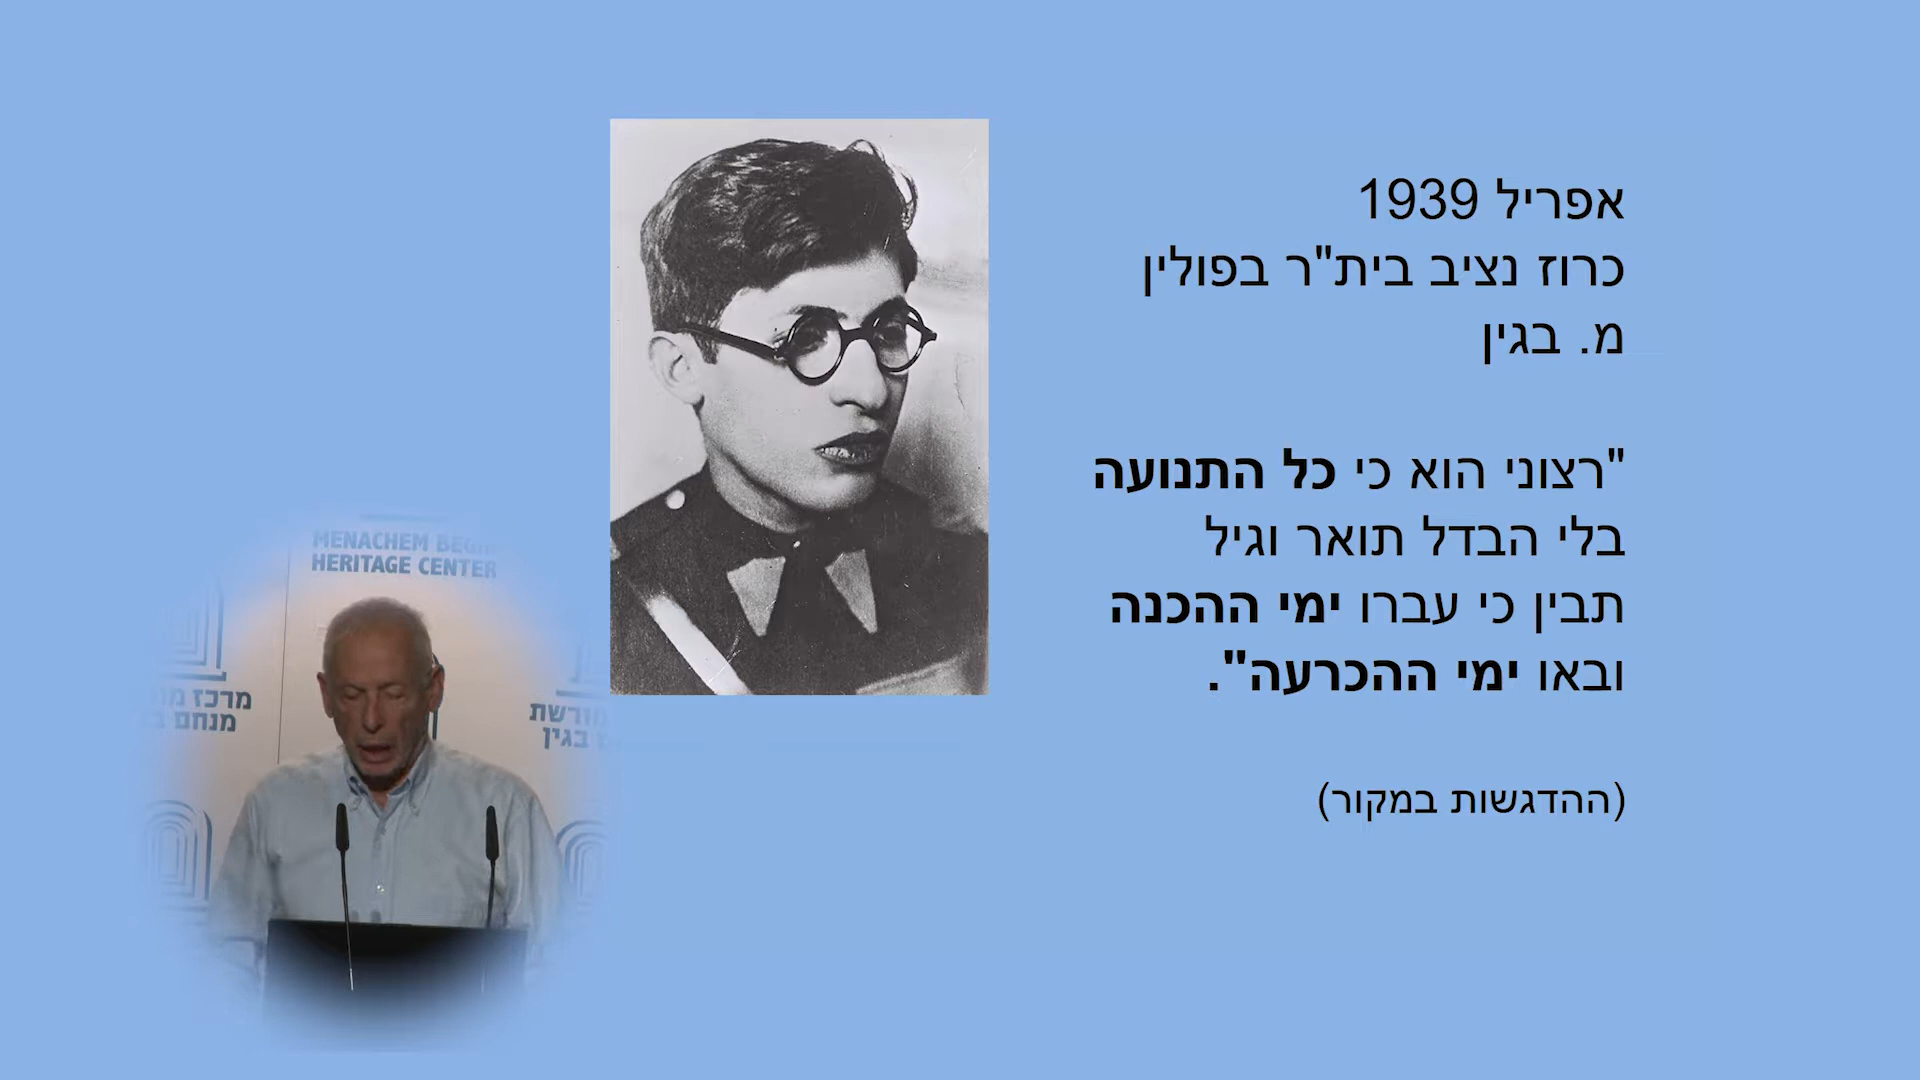 אפריל 1939
כרוז נציב בית"ר בפולין
מ. בגין
"רצוני הוא כי כל התנועה
בלי הבדל תואר וגיל
תבין כי עברו ימי ההכנה
ובאו ימי ההכרעה".
(ההדגשות במקור)
MENACHEM BEGIN
HERITAGE CENTER
מרכז
מנחם
מורשת
בגין